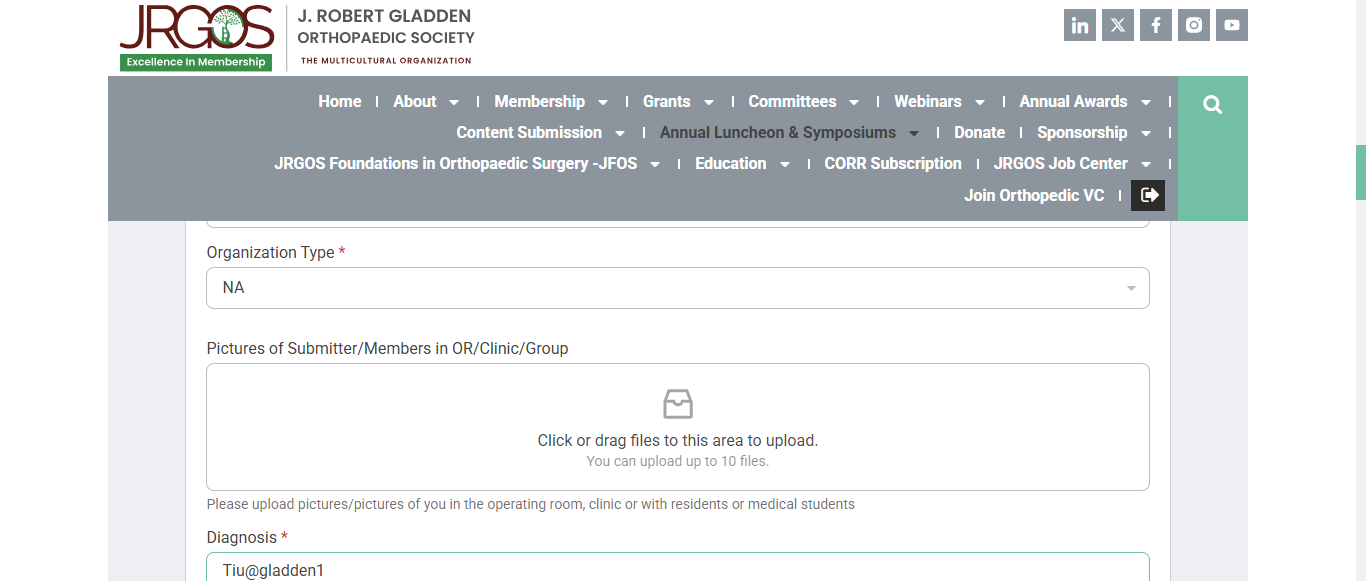 JRGOS
Excellence In Membership
J. ROBERT GLADDEN
ORTHOPAEDIC SOCIETY
THE MULTICULTURAL ORGANIZATION
Home | About | Membership | Grants | Committees | Webinars | Annual Awards |
Content Submission | Annual Luncheon & Symposiums | Donate | Sponsorship |
JRGOS Foundations in Orthopaedic Surgery -JFOS | Education | CORR Subscription | JRGOS Job Center |
Join Orthopedic VC |
Organization Type *
NA
Pictures of Submitter/Members in OR/Clinic/Group
Click or drag files to this area to upload.
You can upload up to 10 files.
Please upload pictures/pictures of you in the operating room, clinic or with residents or medical students
Diagnosis *
Tiu@gladden1